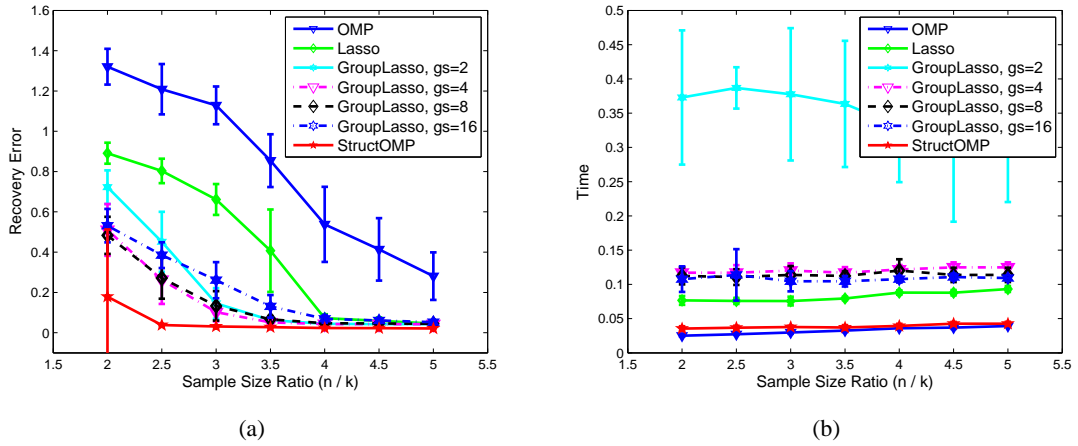 1.6
1.4
1.2
1
0.8
0.6
0.4
0.2
0
Recovery Error
1.5 2 2.5 3 3.5 4 4.5 5 5.5
Sample Size Ratio (n / k)
OMP
Lasso
GroupLasso, gs=2
GroupLasso, gs=4
GroupLasso, gs=8
GroupLasso, gs=16
StructOMP
(a)
0.5
0.45
0.4
0.35
0.3
0.25
0.2
0.15
0.1
0.05
0
Time
1.5 2 2.5 3 3.5 4 4.5 5 5.5
Sample Size Ratio (n / k)
OMP
Lasso
GroupLasso, gs=2
GroupLasso, gs=4
GroupLasso, gs=8
GroupLasso, gs=16
StructOMP
(b)